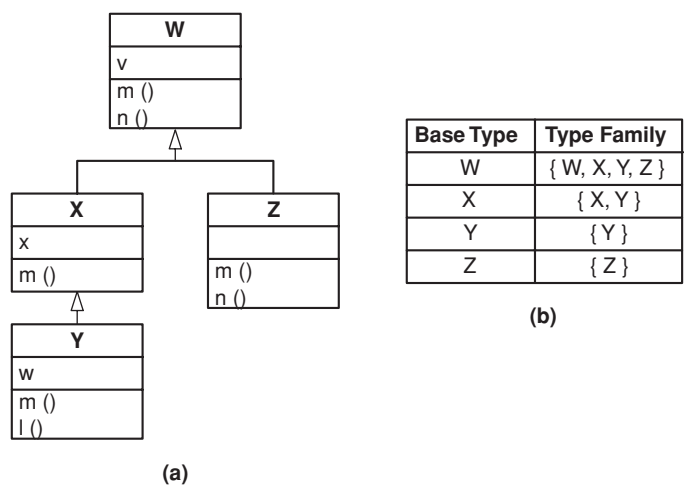 W
v
m ()
n ()
X
x
m ()
Z
m ()
n ()
Y
w
m ()
l ()
(a)
Base Type Type Family
W { W, X, Y, Z }
X { X, Y }
Y { Y }
Z { Z }
(b)